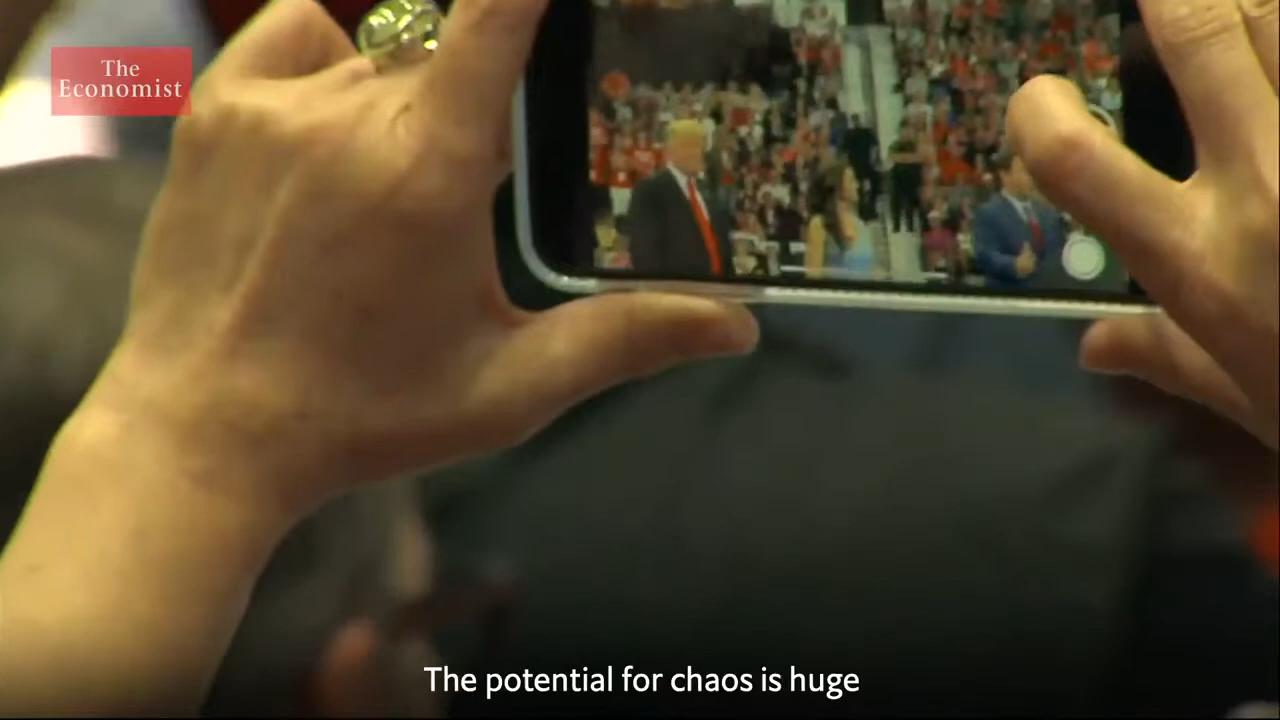 The
Economist
The potential for chaos is huge